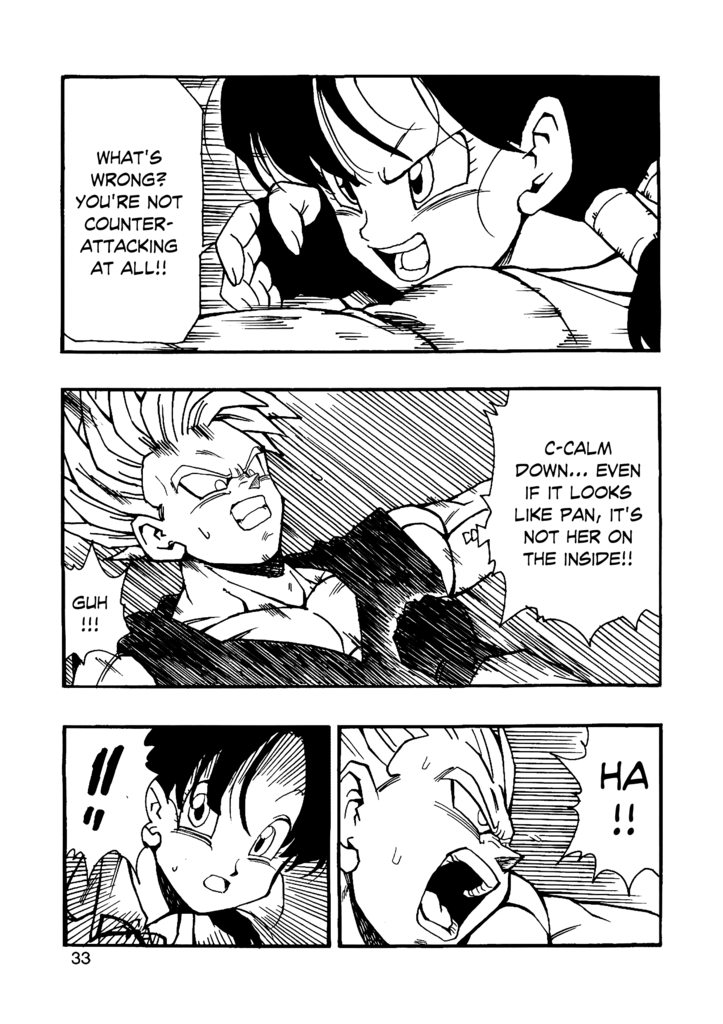 WHAT'S
WRONG?
YOU'RE NOT
COUNTER-
ATTACKING
AT ALL!!
C-CALM
DOWN... EVEN
IF IT LOOKS
LIKE PAN, IT'S
NOT HER ON
THE INSIDE!!
GUH
!!!
!!
HA
!!
33